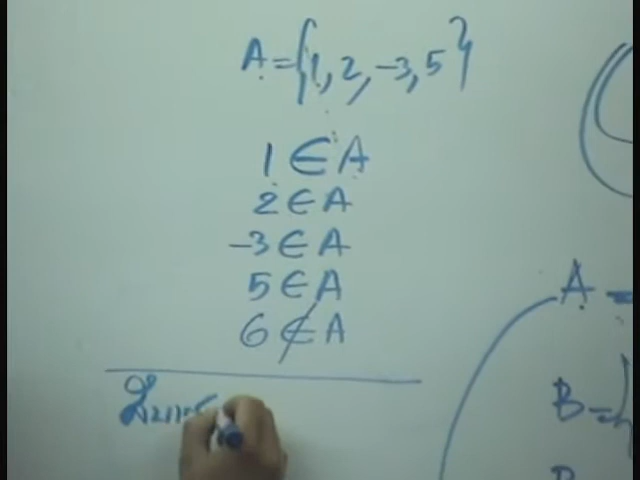 A = {1, 2, -3, 5}
1 ∈ A
2 ∈ A
-3 ∈ A
5 ∈ A
6 ∉ A
A =
B = {